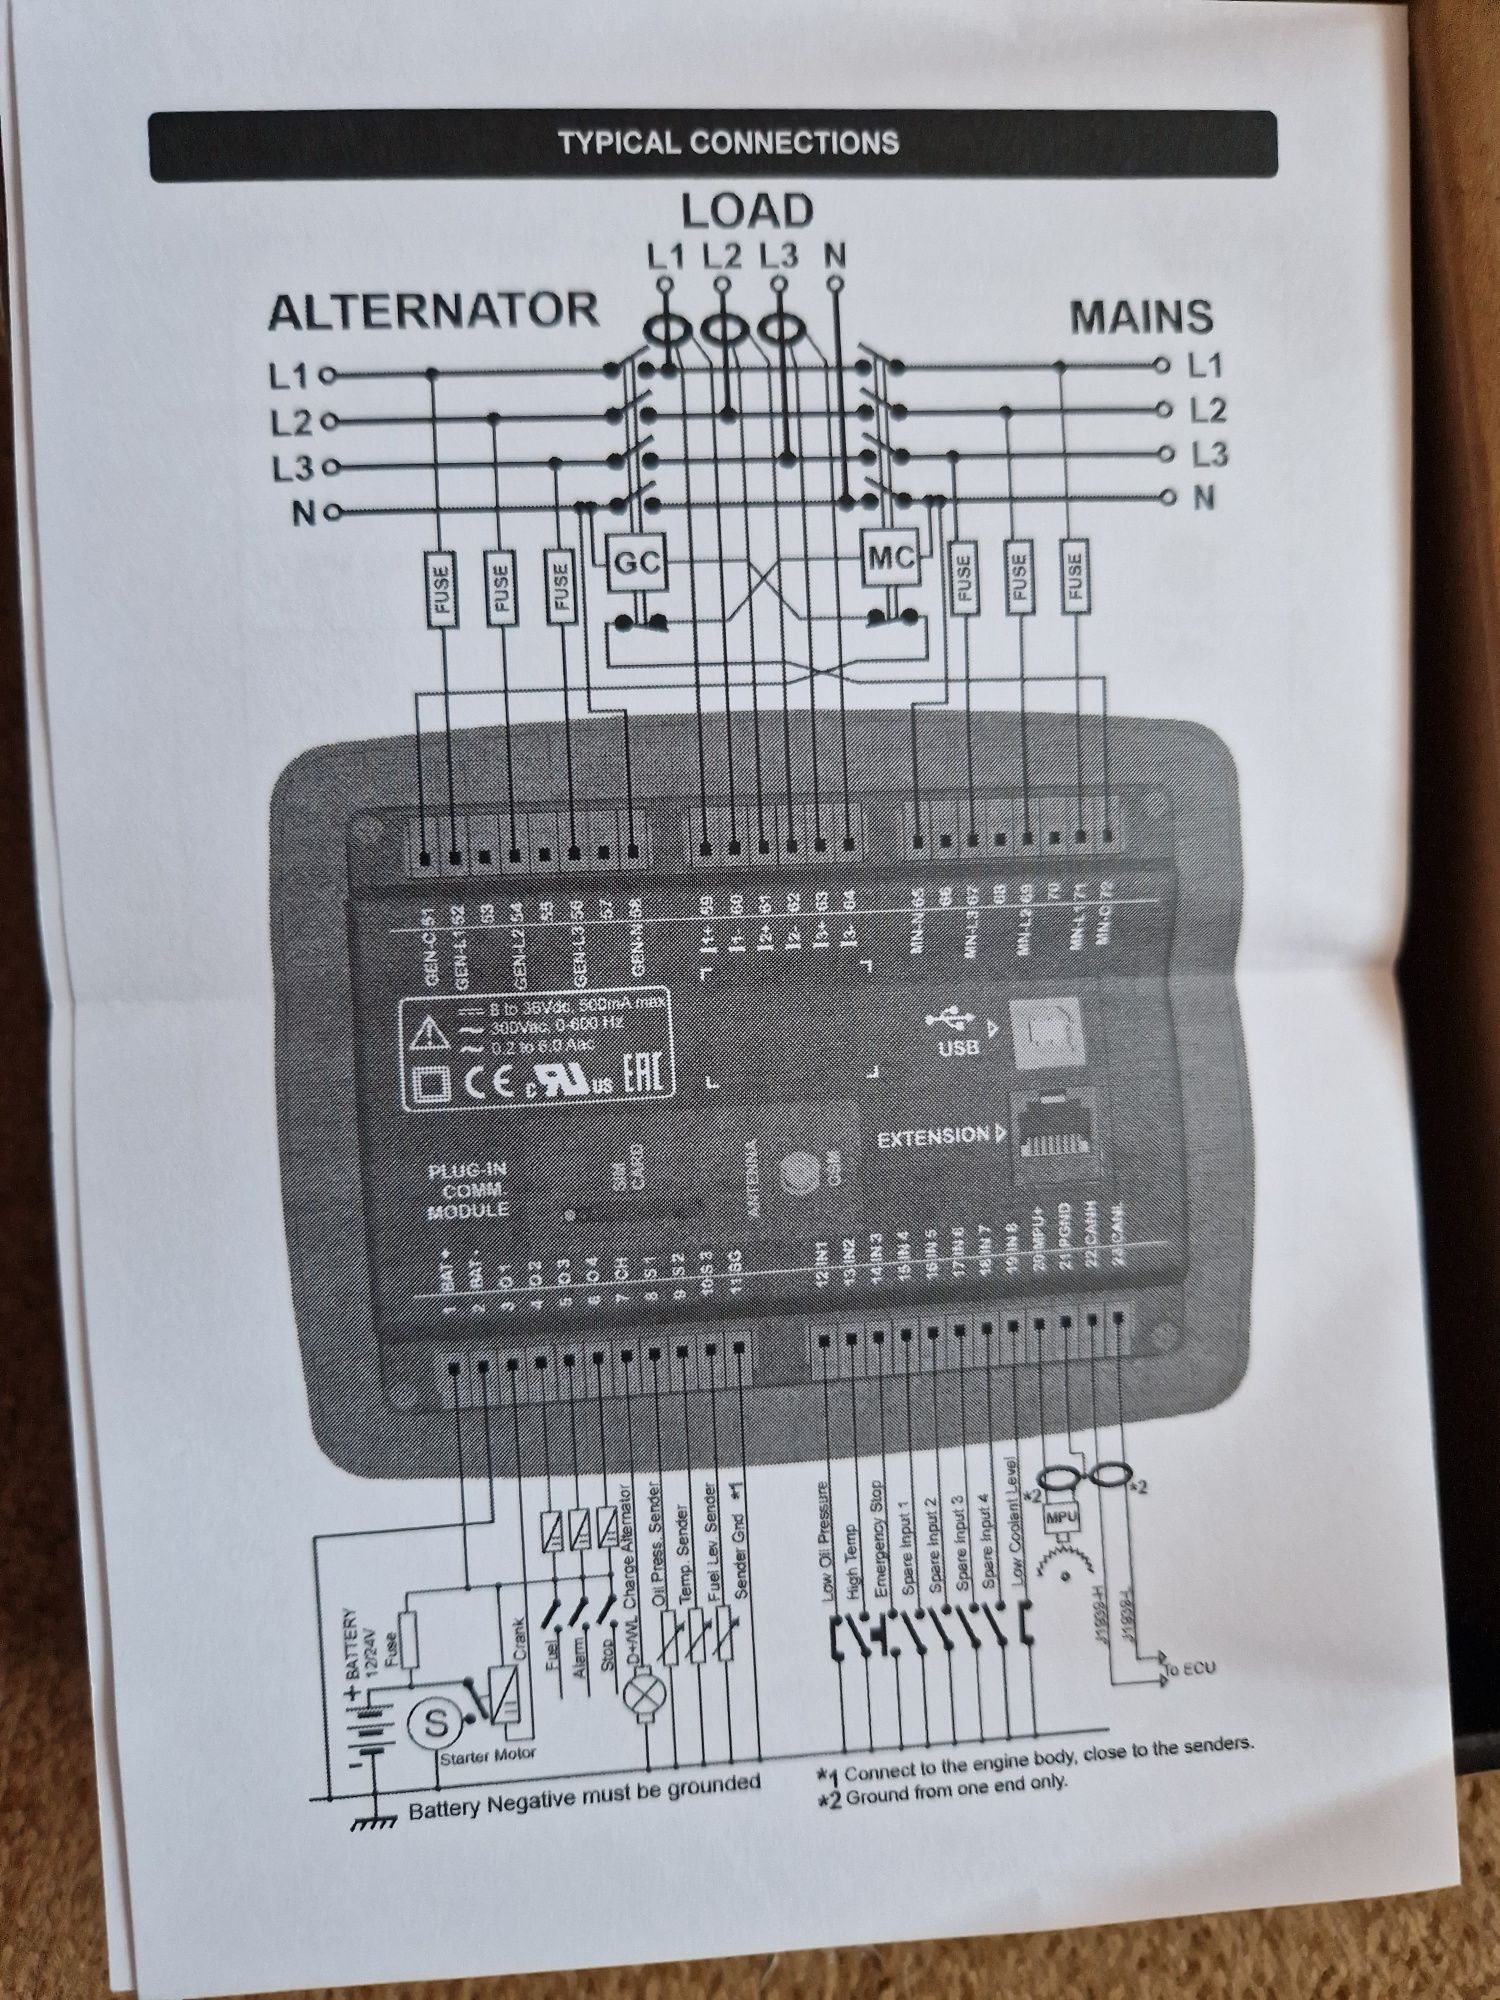 TYPICAL CONNECTIONS
LOAD
L1 L2 L3 N
ALTERNATOR
MAINS
L1
L2
L3
N
L1
L2
L3
N
GC
MC
FUSE
FUSE
FUSE
FUSE
FUSE
FUSE
GEN-C 51
GEN-L1 52
53
GEN-L2 54
55
GEN-L3 56
57
GEN-N
I1+ 59
I1- 60
I2+ 61
I2- 62
I3+ 63
I3- 64
MN-N 65
66
MN-L3 67
68
MN-L2 69
70
MN-L1 71
MN-C 72
8 to 36Vdc, 500mA max
300Vac, 0-600 Hz
0.2 to 6.0 Aac
CE c RU US EAC
USB
EXTENSION
PLUG-IN
COMM.
MODULE
SIM
CARD
ANTENNA
GSM
1 BAT +
2 BAT -
3 O 1
4 O 2
5 O 3
6 O 4
7 CH
8 S 1
9 S 2
10 S 3
11 SG
12 IN1
13 IN2
14 IN 3
15 IN 4
16 IN 5
17 IN 6
18 IN 7
19 IN 8
20 MPU+
21 PGND
22 CANH
CANL
+ BATTERY
12/24V
-
Fuse
S
Starter Motor
Crank
Fuel
Alarm
Stop
D+/WL Charge Alternator
Oil Press. Sender
Temp. Sender
Fuel Lev. Sender
Sender Gnd *1
Low Oil Pressure
High Temp
Emergency Stop
Spare Input 1
Spare Input 2
Spare Input 3
Spare Input 4
Low Coolant Level
*2
*2
MPU
J1939-H
J1939-L
To ECU
Battery Negative must be grounded
*1 Connect to the engine body, close to the senders.
*2 Ground from one end only.